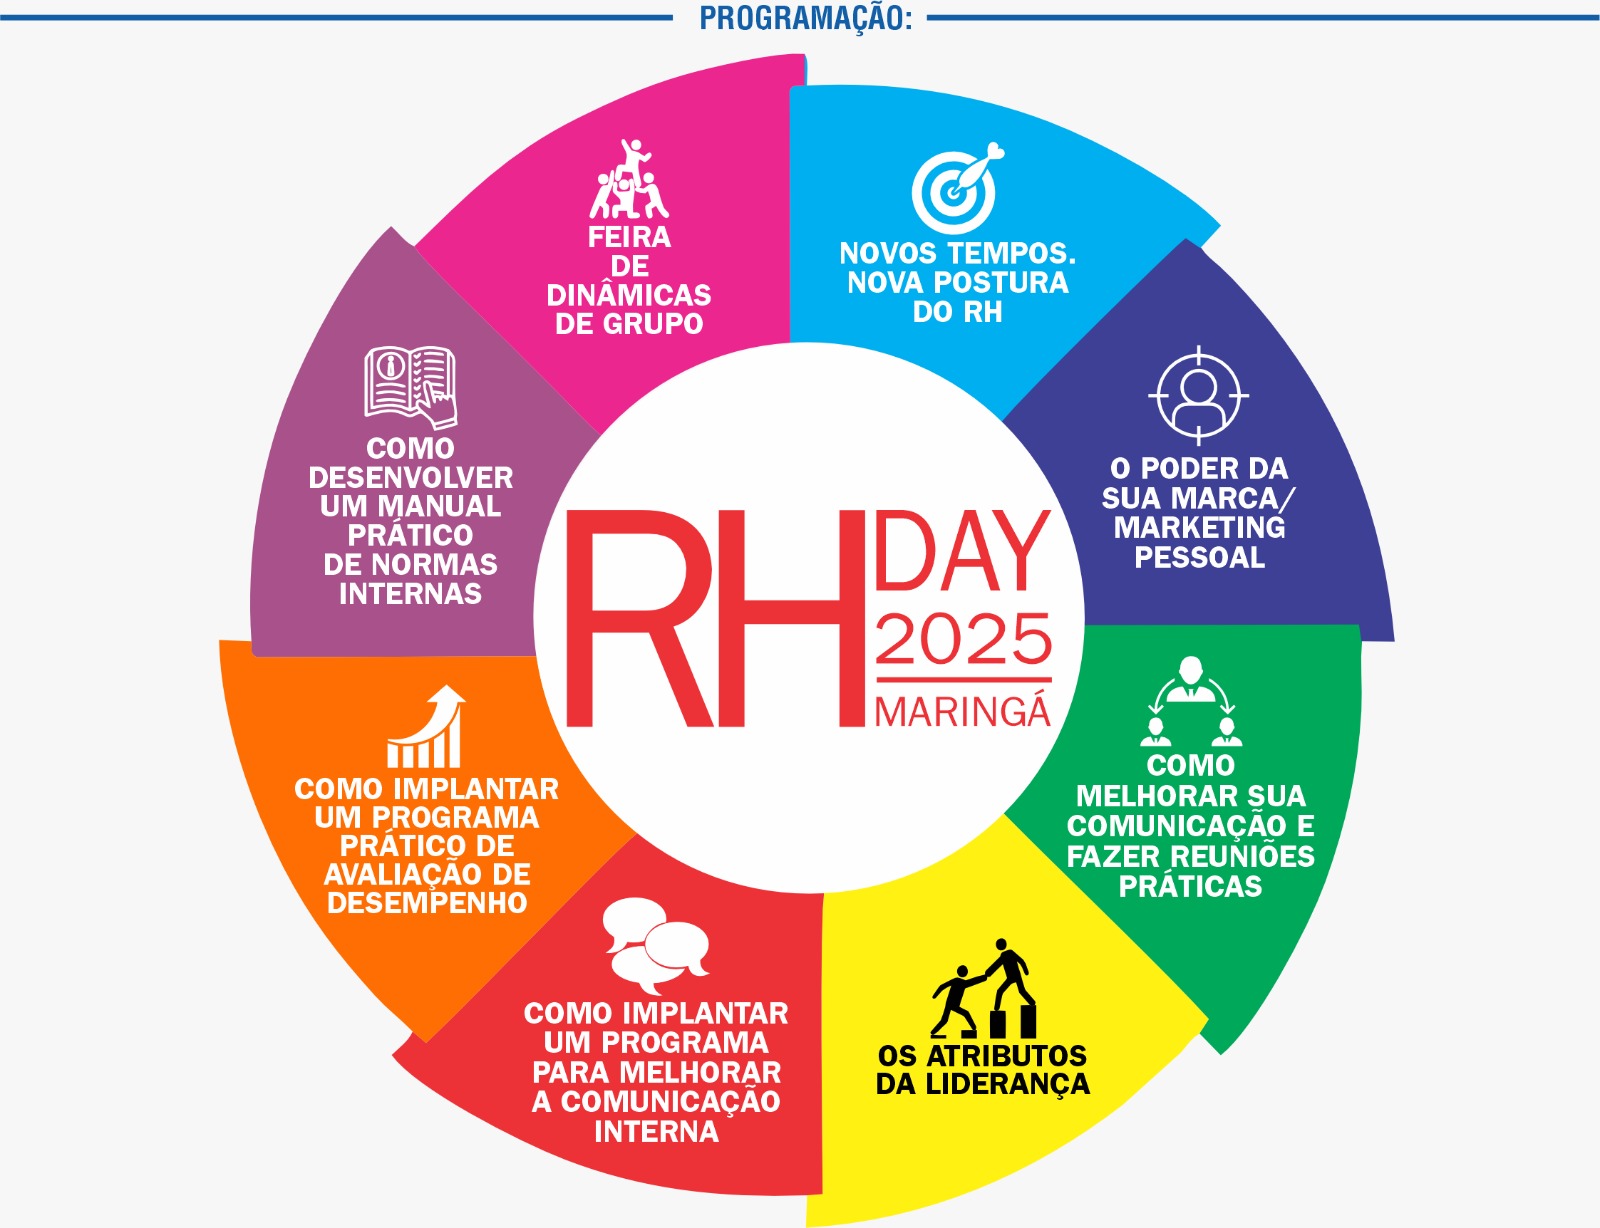 PROGRAMAÇÃO:
NOVOS TEMPOS.
NOVA POSTURA
DO RH
O PODER DA
SUA MARCA/
MARKETING
PESSOAL
COMO
MELHORAR SUA
COMUNICAÇÃO E
FAZER REUNIÕES
PRÁTICAS
OS ATRIBUTOS
DA LIDERANÇA
COMO IMPLANTAR
UM PROGRAMA
PARA MELHORAR
A COMUNICAÇÃO
INTERNA
COMO IMPLANTAR
UM PROGRAMA
PRÁTICO DE
AVALIAÇÃO DE
DESEMPENHO
COMO
DESENVOLVER
UM MANUAL
PRÁTICO
DE NORMAS
INTERNAS
FEIRA
DE
DINÂMICAS
DE GRUPO
RH DAY
2025
MARINGÁ